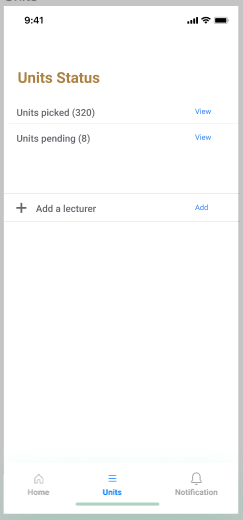 9:41
Units Status
Units picked (320) View
Units pending (8) View
Add a lecturer Add
Home Units Notification